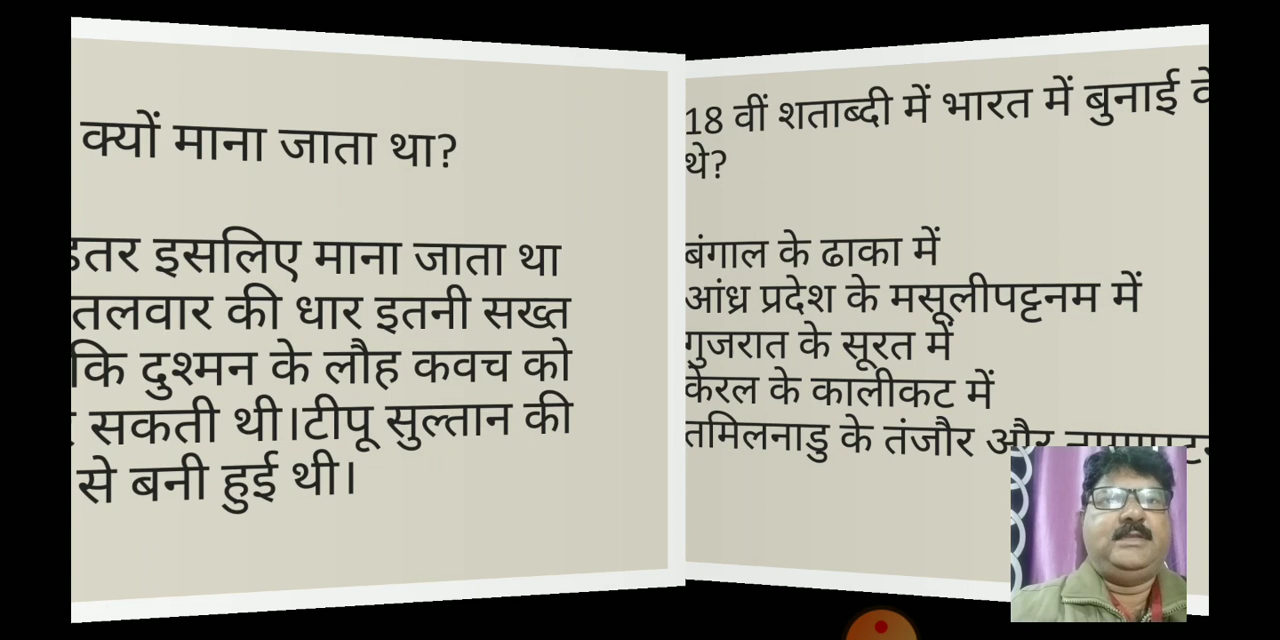 क्यों माना जाता था?
इसलिए माना जाता था
तलवार की धार इतनी सख्त
कि दुश्मन के लौह कवच को
सकती थी।टीपू सुल्तान की
से बनी हुई थी।
18 वीं शताब्दी में भारत में बुनाई
थे?
बंगाल के ढाका में
आंध्र प्रदेश के मसूलीपट्टनम में
गुजरात के सूरत में
केरल के कालीकट में
तमिलनाडु के तंजौर और